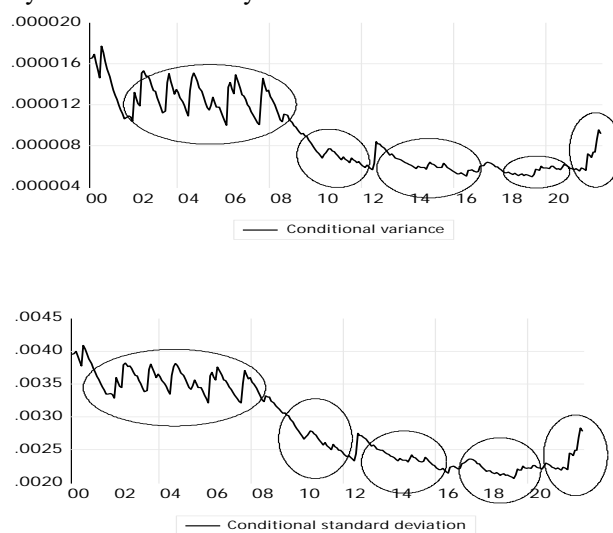 .000020
.000016
.000012
.000008
.000004
00 02 04 06 08 10 12 14 16 18 20
Conditional variance
.0045
.0040
.0035
.0030
.0025
.0020
00 02 04 06 08 10 12 14 16 18 20
Conditional standard deviation